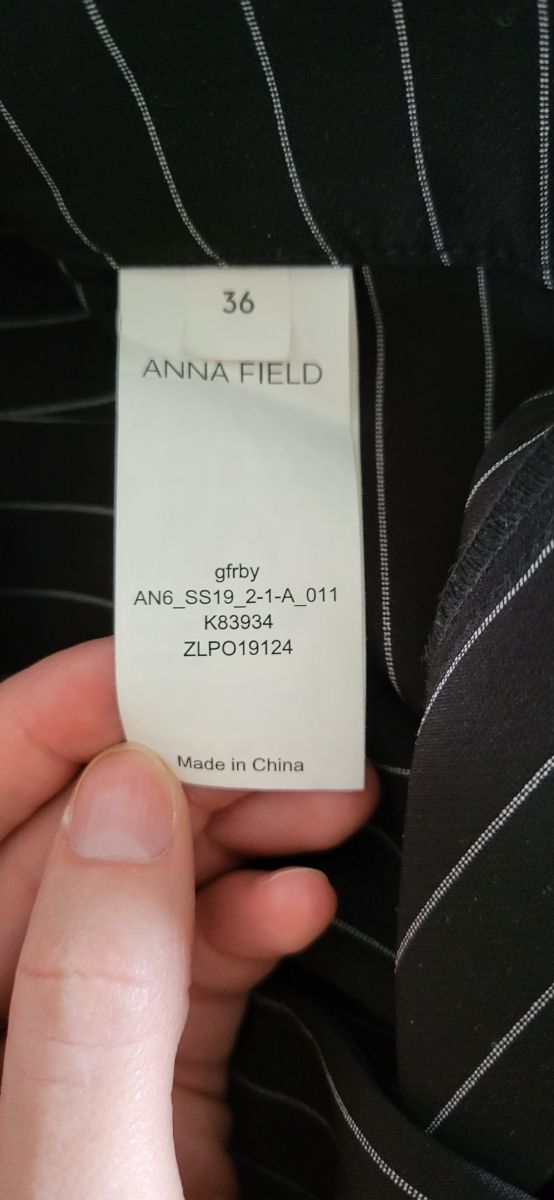 36
ANNA FIELD
gfrby
AN6_SS19_2-1-A_011
K83934
ZLPO19124
Made in China